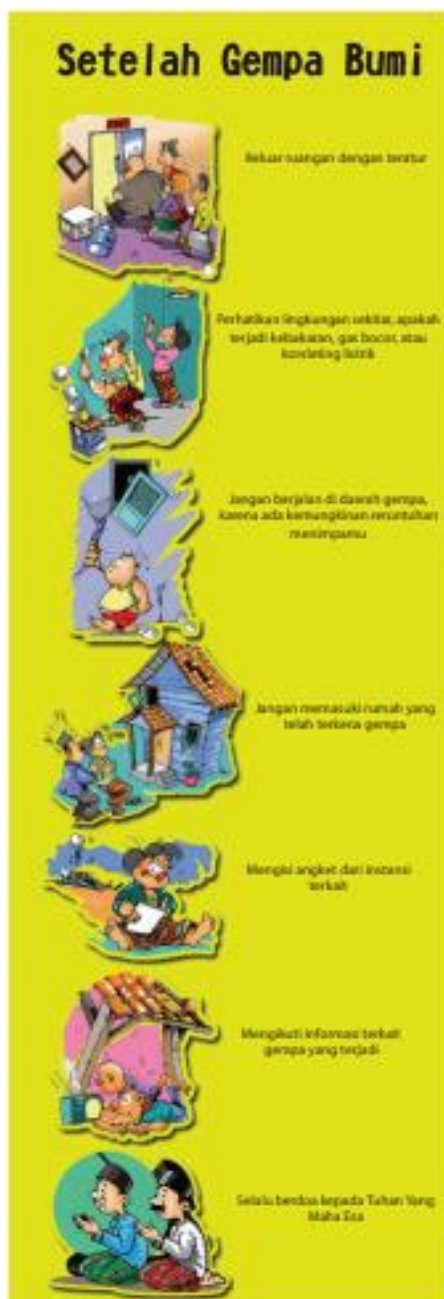 Setelah Gempa Bumi
Keluar ruangan dengan teratur
Perhatikan lingkungan sekitar, apakah
terjadi kebakaran, gas bocor, atau
konsleting listrik
Jangan berjalan di daerah gempa,
karena ada kemungkinan reruntuhan
menimpamu
Jangan memasuki rumah yang
telah terkena gempa
Mengisi angket dari instansi
terkait
Mengikuti informasi terkait
gempa yang terjadi
Selalu berdoa kepada Tuhan Yang
Maha Esa